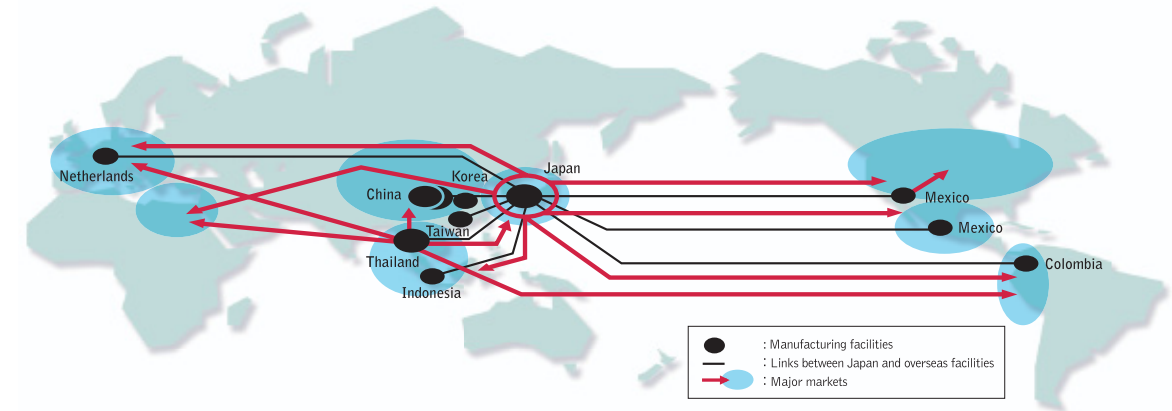 Japan
Korea
Netherlands
China
Mexico
Taiwan
Mexico
Thailand
Colombia
Indonesia
: Manufacturing facilities
: Links between Japan and overseas facilities
: Major markets